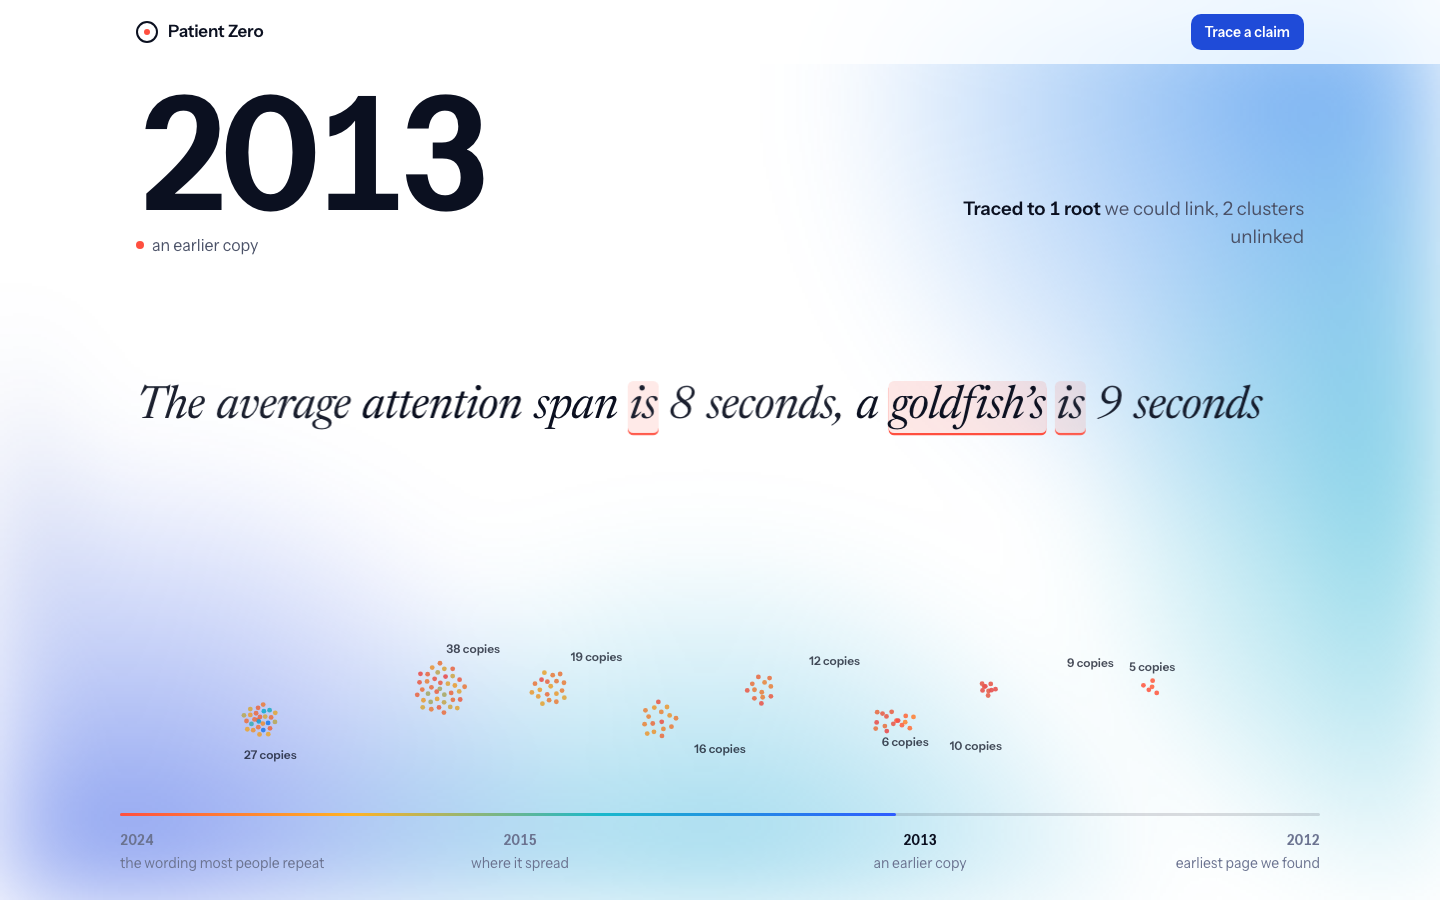 Patient Zero
Trace a claim
2013
an earlier copy
Traced to 1 root we could link, 2 clusters
unlinked
The average attention span is 8 seconds, a goldfish’s is 9 seconds
38 copies
19 copies
12 copies
9 copies
5 copies
27 copies
16 copies
6 copies
10 copies
2024
the wording most people repeat
2015
where it spread
2013
an earlier copy
2012
earliest page we found